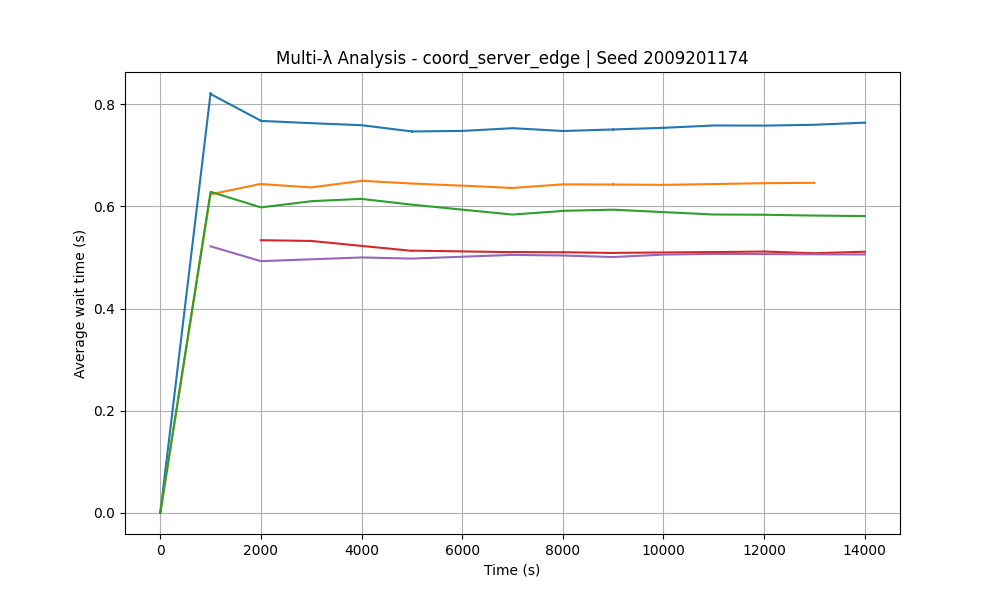 Multi-λ Analysis - coord_server_edge | Seed 2009201174
Average wait time (s)
0.8
0.6
0.4
0.2
0.0
0 2000 4000 6000 8000 10000 12000 14000
Time (s)